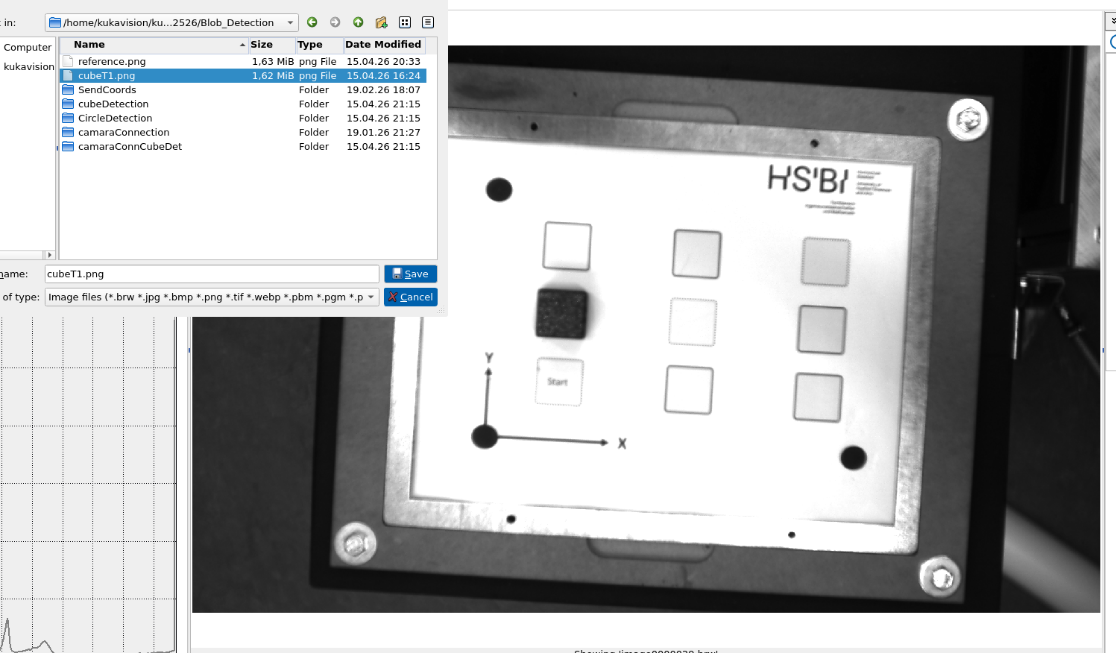 in:
/home/kukavision/ku...2526/Blob_Detection
Computer
kukavision
Name Size Type Date Modified
reference.png 1,63 MiB png File 15.04.26 20:33
cubeT1.png 1,62 MiB png File 15.04.26 16:24
SendCoords Folder 19.02.26 18:07
cubeDetection Folder 15.04.26 21:15
CircleDetection Folder 15.04.26 21:15
camaraConnection Folder 19.01.26 21:27
camaraConnCubeDet Folder 15.04.26 21:15
name: cubeT1.png Save
of type: Image files (*.brw *.jpg *.bmp *.png *.tif *.webp *.pbm *.pgm *.p Cancel
HSBI
Y
Start
X